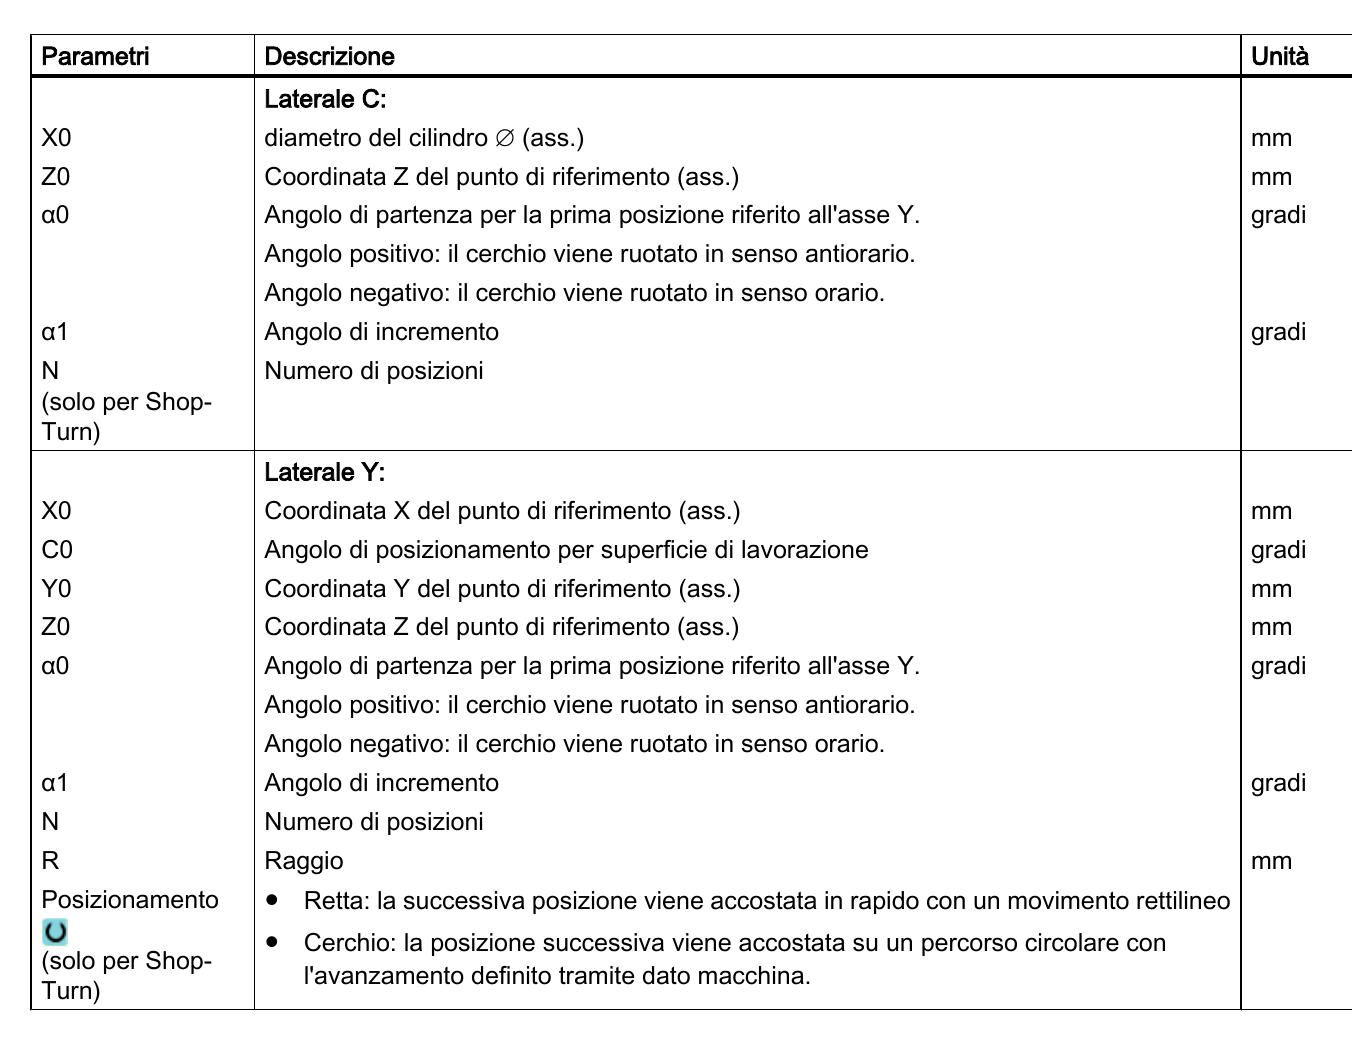 Parametri Descrizione Unità
Laterale C:
X0 diametro del cilindro ∅ (ass.) mm
Z0 Coordinata Z del punto di riferimento (ass.) mm
α0 Angolo di partenza per la prima posizione riferito all'asse Y. gradi
Angolo positivo: il cerchio viene ruotato in senso antiorario.
Angolo negativo: il cerchio viene ruotato in senso orario.
α1 Angolo di incremento gradi
N Numero di posizioni
(solo per Shop-
Turn)
Laterale Y:
X0 Coordinata X del punto di riferimento (ass.) mm
C0 Angolo di posizionamento per superficie di lavorazione gradi
Y0 Coordinata Y del punto di riferimento (ass.) mm
Z0 Coordinata Z del punto di riferimento (ass.) mm
α0 Angolo di partenza per la prima posizione riferito all'asse Y. gradi
Angolo positivo: il cerchio viene ruotato in senso antiorario.
Angolo negativo: il cerchio viene ruotato in senso orario.
α1 Angolo di incremento gradi
N Numero di posizioni
R Raggio mm
Posizionamento • Retta: la successiva posizione viene accostata in rapido con un movimento rettilineo
• Cerchio: la posizione successiva viene accostata su un percorso circolare con
(solo per Shop- l'avanzamento definito tramite dato macchina.
Turn)